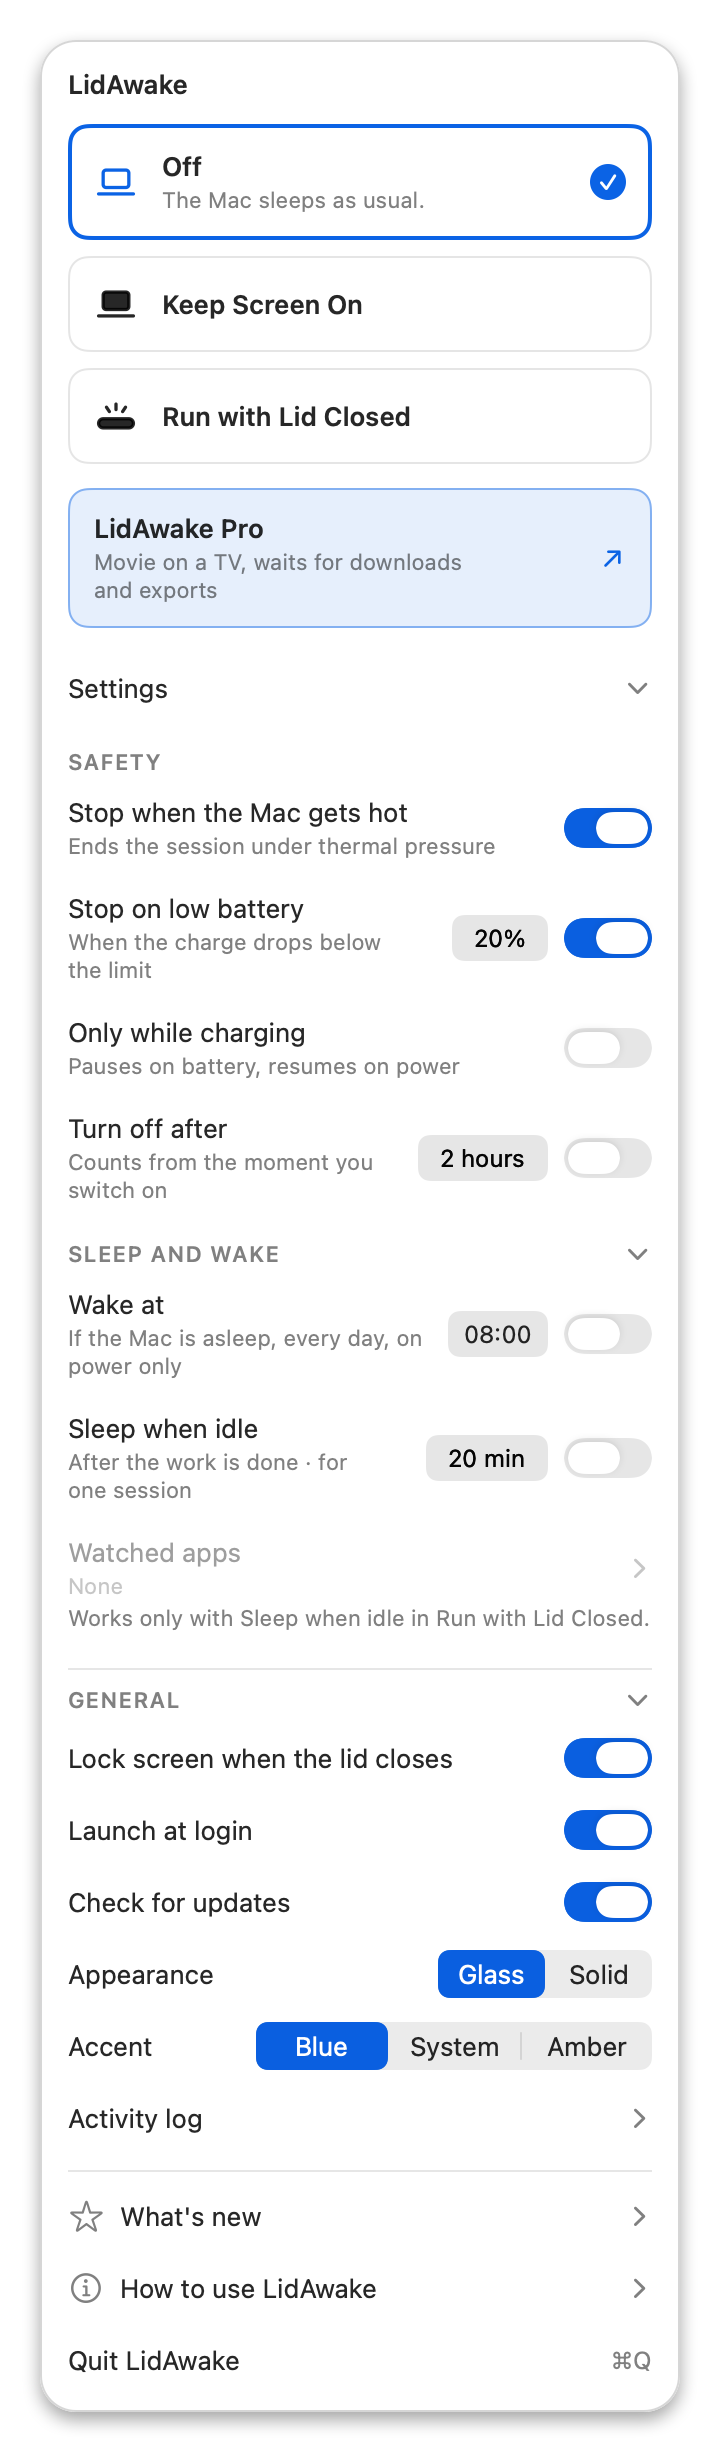 LidAwake
Off
The Mac sleeps as usual.
Keep Screen On
Run with Lid Closed
LidAwake Pro
Movie on a TV, waits for downloads
and exports
Settings
SAFETY
Stop when the Mac gets hot
Ends the session under thermal pressure
Stop on low battery
When the charge drops below
the limit
20%
Only while charging
Pauses on battery, resumes on power
Turn off after
Counts from the moment you
switch on
2 hours
SLEEP AND WAKE
Wake at
If the Mac is asleep, every day, on
power only
08:00
Sleep when idle
After the work is done · for
one session
20 min
Watched apps
None
Works only with Sleep when idle in Run with Lid Closed.
GENERAL
Lock screen when the lid closes
Launch at login
Check for updates
Appearance
Glass Solid
Accent
Blue System Amber
Activity log
What's new
How to use LidAwake
Quit LidAwake ⌘Q